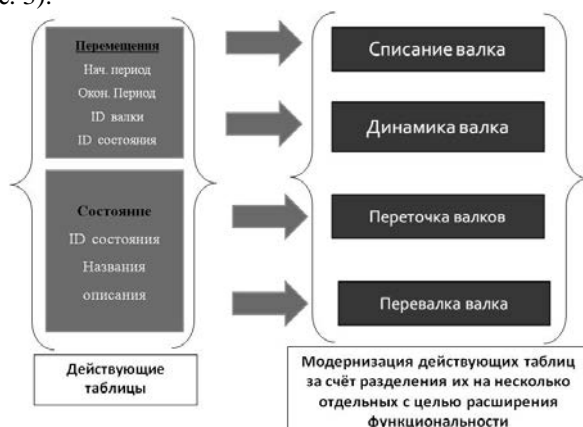 с. 3).
Перемещения
Нач. период
Окон. Период
ID валки
ID состояния
Состояние
ID состояния
Названия
описания
Действующие
таблицы
Списание валка
Динамика валка
Переточка валков
Перевалка валка
Модернизация действующих таблиц
за счёт разделения их на несколько
отдельных с целью расширения
функциональности